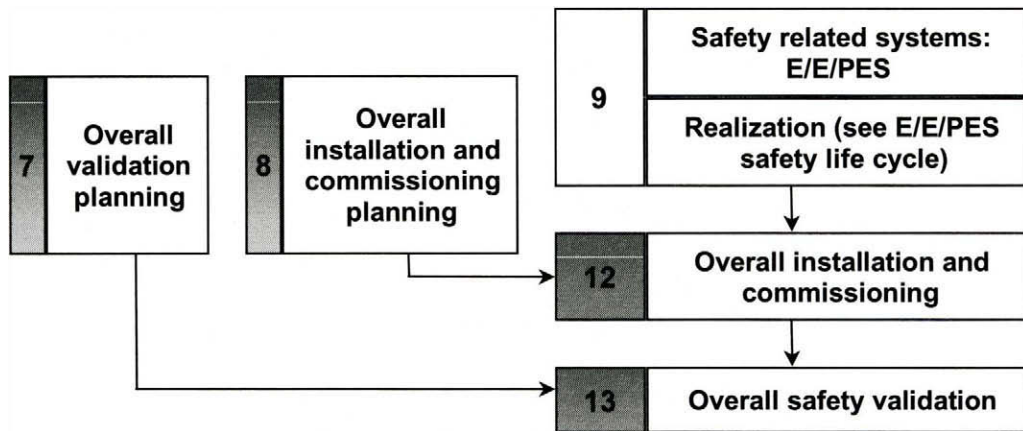 7
Overall
validation
planning
8
Overall
installation and
commissioning
planning
9
Safety related systems:
E/E/PES
Realization (see E/E/PES
safety life cycle)
12
Overall installation and
commissioning
13
Overall safety validation